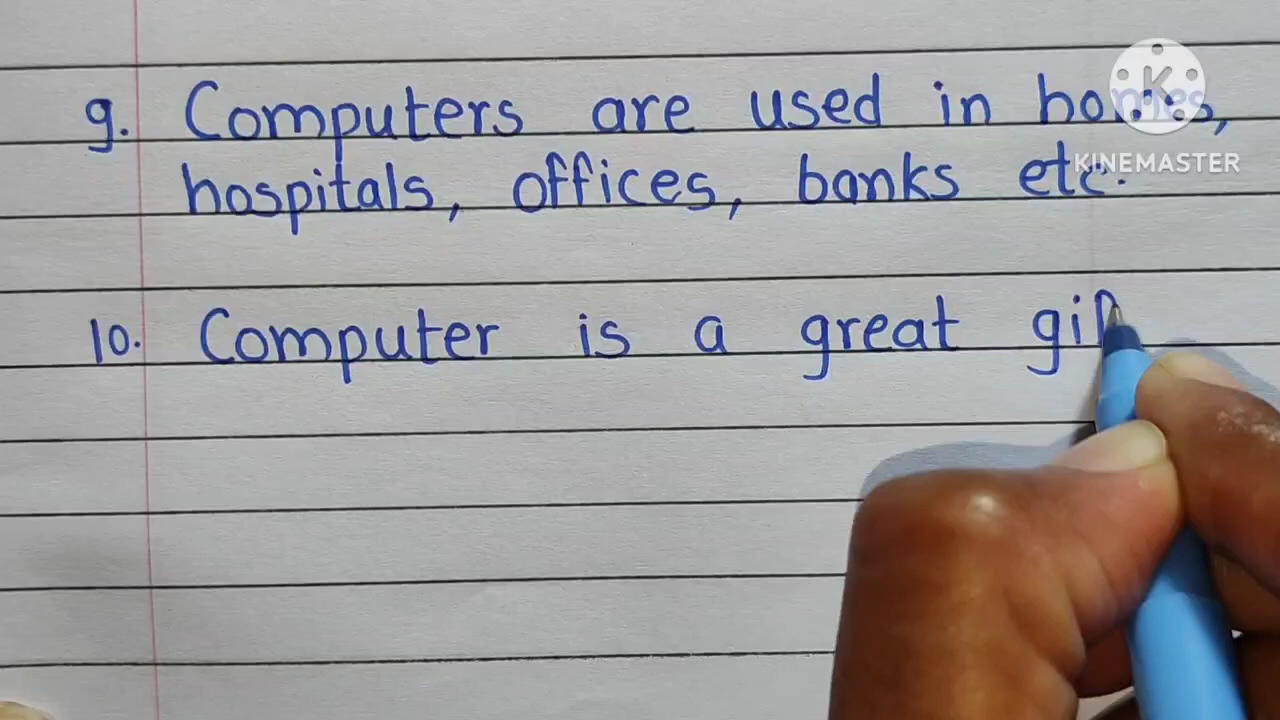 9. Computers are used in homes,
KINEMASTER
hospitals, offices, banks etc.
10. Computer is a great